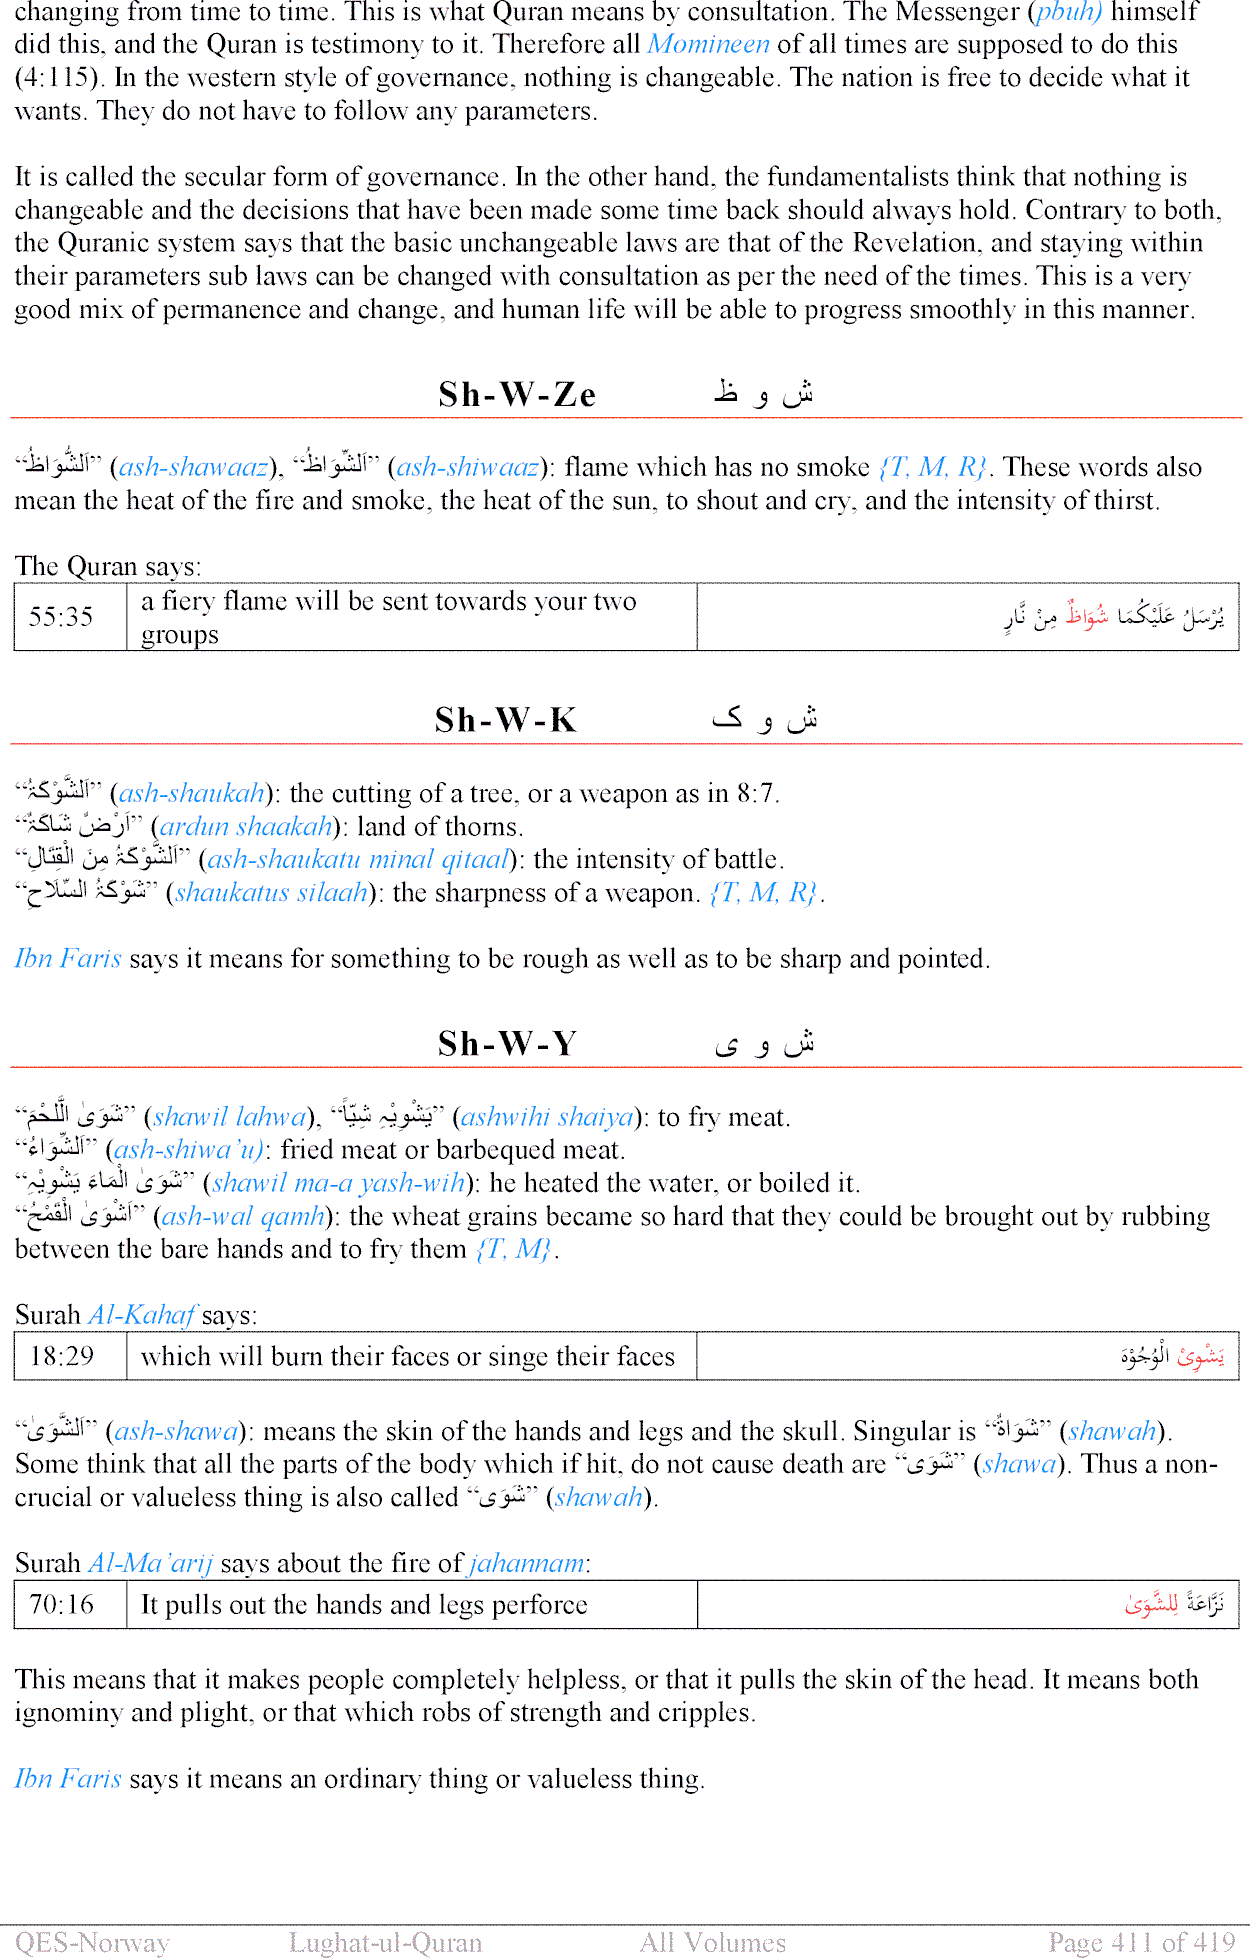 changing from time to time. This is what Quran means by consultation. The Messenger (pbuh) himself
did this, and the Quran is testimony to it. Therefore all Momineen of all times are supposed to do this
(4:115). In the western style of governance, nothing is changeable. The nation is free to decide what it
wants. They do not have to follow any parameters.
It is called the secular form of governance. In the other hand, the fundamentalists think that nothing is
changeable and the decisions that have been made some time back should always hold. Contrary to both,
the Quranic system says that the basic unchangeable laws are that of the Revelation, and staying within
their parameters sub laws can be changed with consultation as per the need of the times. This is a very
good mix of permanence and change, and human life will be able to progress smoothly in this manner.
Sh-W-Ze ش و ظ
“اَلشُّوَاظُ” (ash-shawaaz), “اَلشِّوَاظُ” (ash-shiwaaz): flame which has no smoke {T, M, R}. These words also
mean the heat of the fire and smoke, the heat of the sun, to shout and cry, and the intensity of thirst.
The Quran says:
55:35 a fiery flame will be sent towards your two groups يُرْسَلُ عَلَيْكُمَا شُوَاظٌ مِنْ نَّارٍ
Sh-W-K ش و ک
“اَلشَّوْکَۃُ” (ash-shaukah): the cutting of a tree, or a weapon as in 8:7.
“اَرْضٌ شَاکَۃٌ” (ardun shaakah): land of thorns.
“اَلشَّوْکَۃُ مِنَ الْقِتَالِ” (ash-shaukatu minal qitaal): the intensity of battle.
“شَوْکَۃُ السِّلَاحِ” (shaukatus silaah): the sharpness of a weapon. {T, M, R}.
Ibn Faris says it means for something to be rough as well as to be sharp and pointed.
Sh-W-Y ش و ی
“شَوَیٰ الَّلحْمَ” (shawil lahwa), “یَشْوِیْہِ شِیّاً” (ashwihi shaiya): to fry meat.
“اَلشِّوَاءُ” (ash-shiwa’u): fried meat or barbequed meat.
“شَوَیٰ الْمَاءَ یَشْوِیْہِ” (shawil ma-a yash-wih): he heated the water, or boiled it.
“اَشْوَیٰ الْقَمْحُ” (ash-wal qamh): the wheat grains became so hard that they could be brought out by rubbing
between the bare hands and to fry them {T, M}.
Surah Al-Kahaf says:
18:29 which will burn their faces or singe their faces يَشْوِىْ الْوُجُوْهَ
“اَلشَّوَیٰ” (ash-shawa): means the skin of the hands and legs and the skull. Singular is “شَوَاةٌ” (shawah).
Some think that all the parts of the body which if hit, do not cause death are “شَوَی” (shawa). Thus a non-
crucial or valueless thing is also called “شَوَی” (shawah).
Surah Al-Ma’arij says about the fire of jahannam:
70:16 It pulls out the hands and legs perforce نَزَّاعَةً لِلشَّوَىٰ
This means that it makes people completely helpless, or that it pulls the skin of the head. It means both
ignominy and plight, or that which robs of strength and cripples.
Ibn Faris says it means an ordinary thing or valueless thing.
QES-Norway Lughat-ul-Quran All Volumes Page 411 of 419